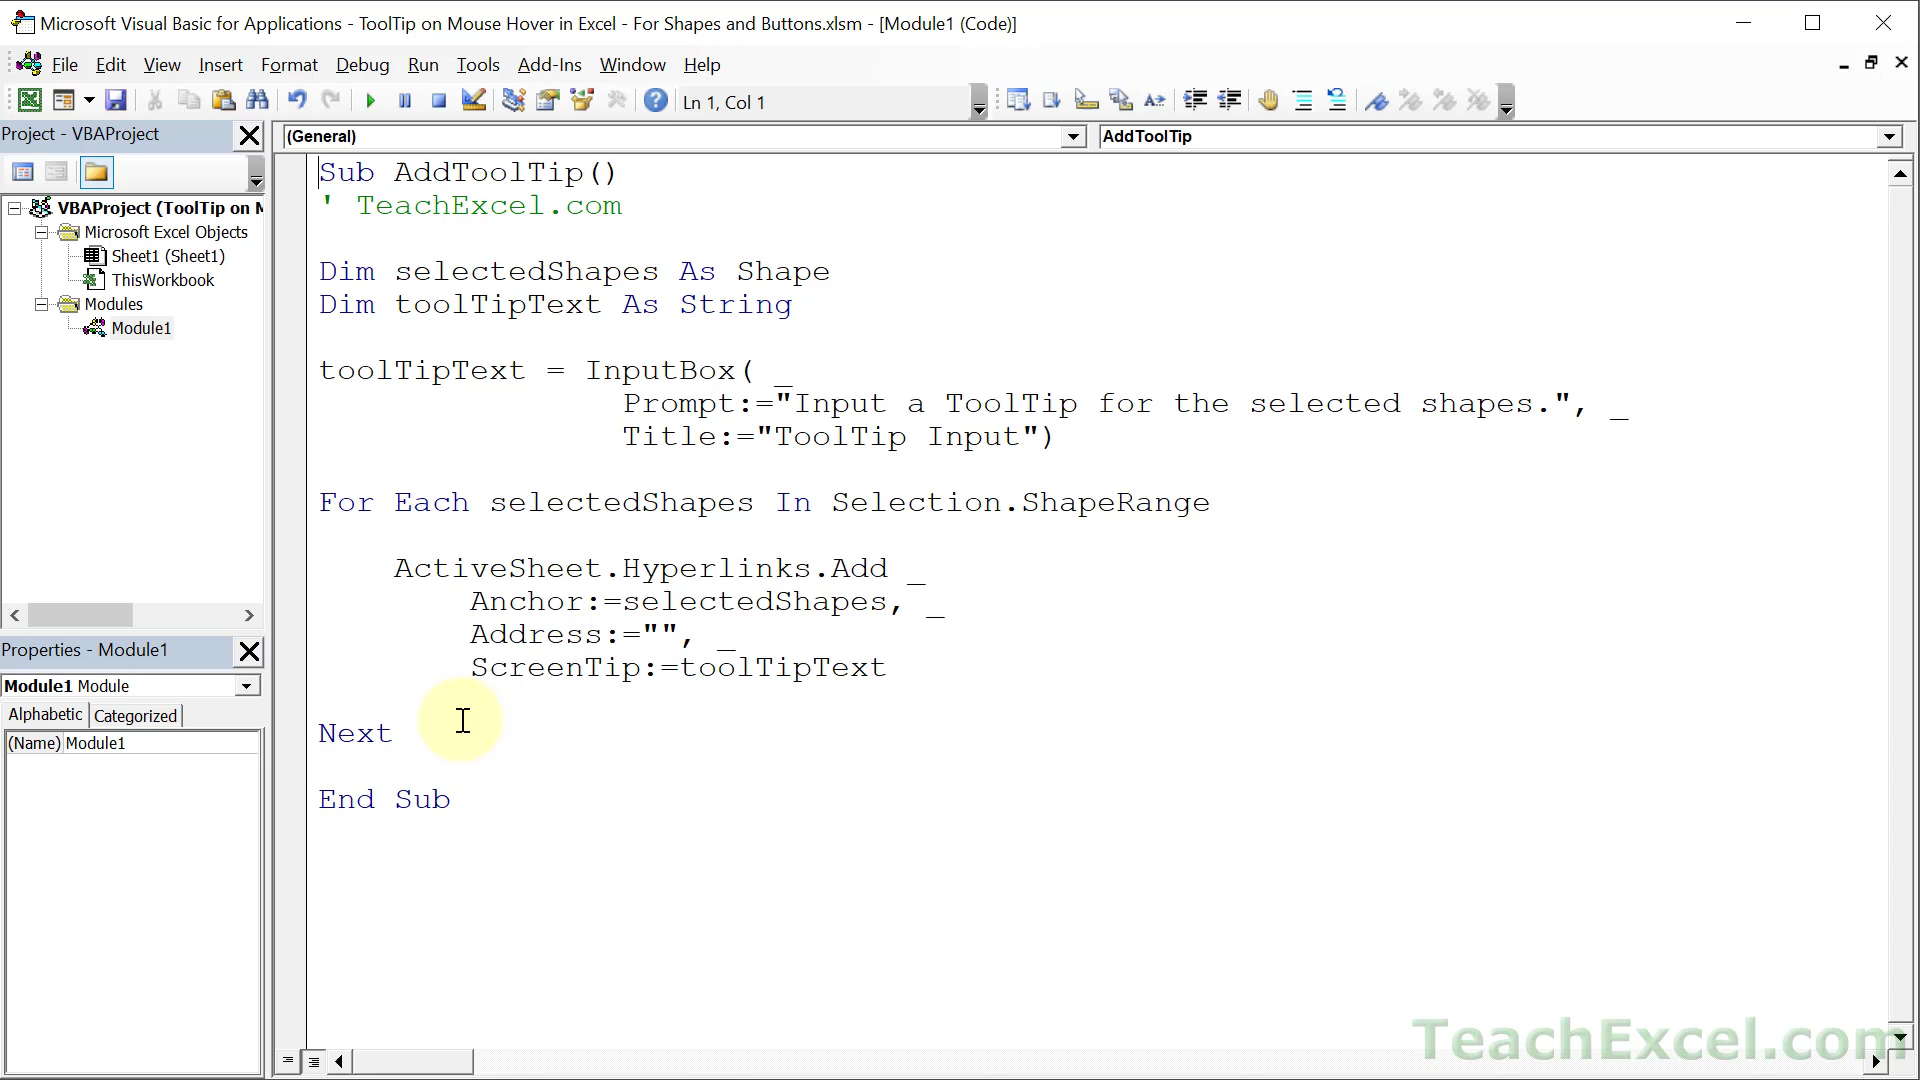 Microsoft Visual Basic for Applications - ToolTip on Mouse Hover in Excel - For Shapes and Buttons.xlsm - [Module1 (Code)]
File Edit View Insert Format Debug Run Tools Add-Ins Window Help
Ln 1, Col 1
Project - VBAProject
(General)
AddToolTip
VBAProject (ToolTip on M
Microsoft Excel Objects
Sheet1 (Sheet1)
ThisWorkbook
Modules
Module1
Properties - Module1
Module1 Module
Alphabetic Categorized
(Name) Module1
Sub AddToolTip()
' TeachExcel.com
Dim selectedShapes As Shape
Dim toolTipText As String
toolTipText = InputBox( _
Prompt:="Input a ToolTip for the selected shapes.", _
Title:="ToolTip Input")
For Each selectedShapes In Selection.ShapeRange
ActiveSheet.Hyperlinks.Add _
Anchor:=selectedShapes, _
Address:="", _
ScreenTip:=toolTipText
Next
End Sub
TeachExcel.com